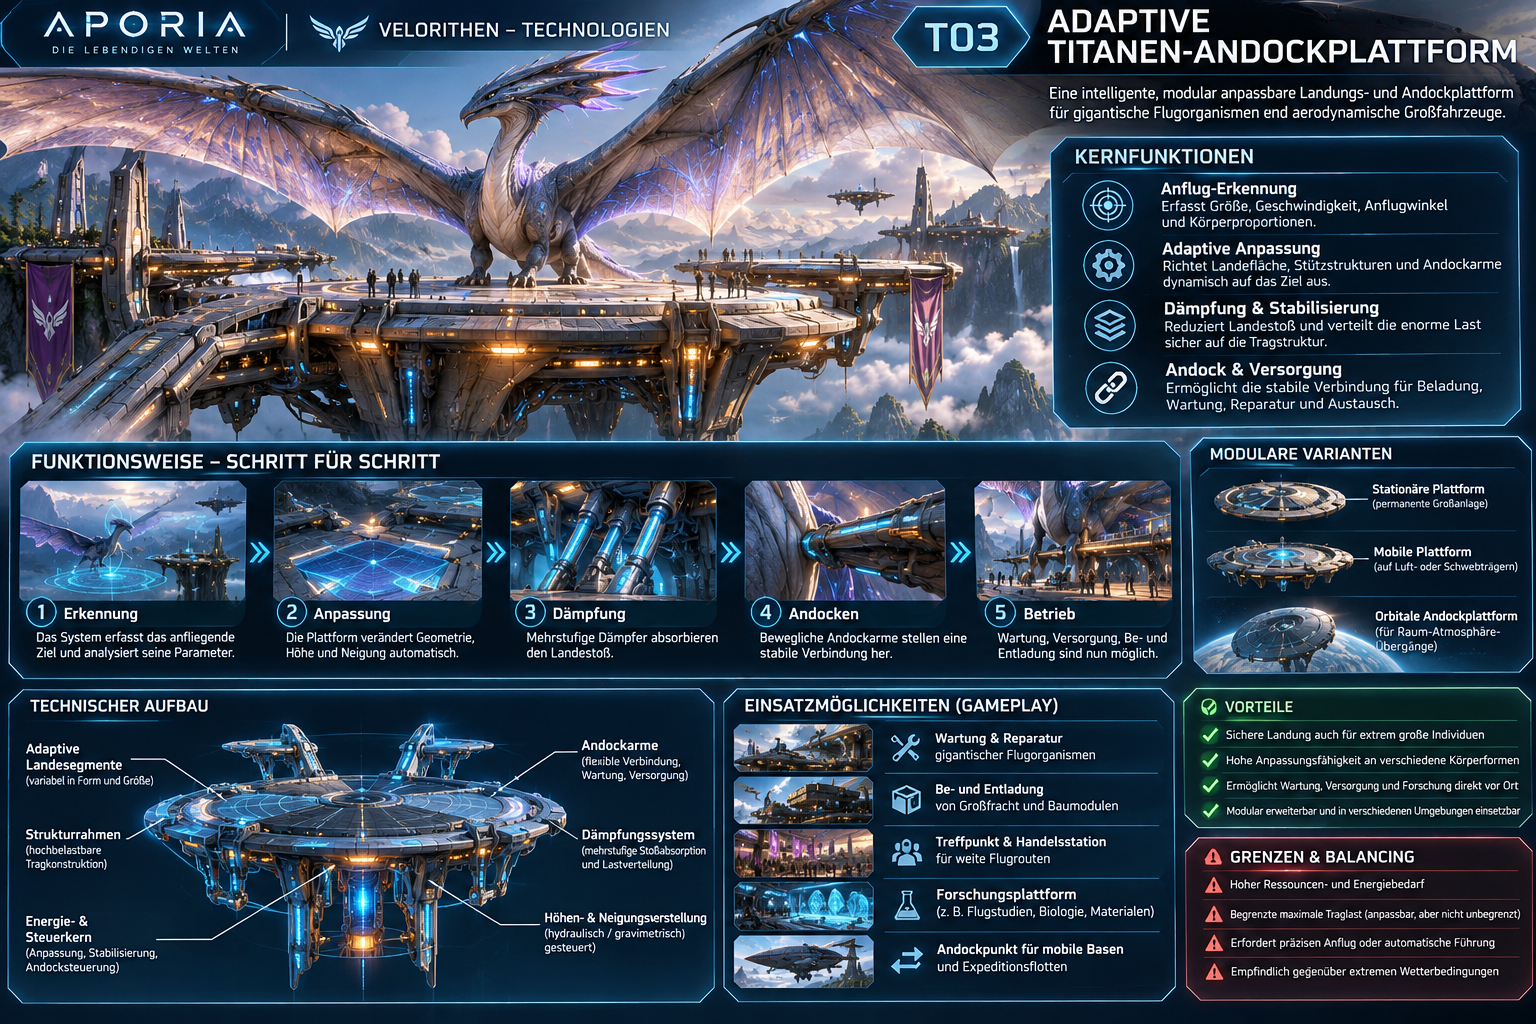 APORIA
DIE LEBENDIGEN WELTEN
VELORITHEN – TECHNOLOGIEN
T03
ADAPTIVE
TITANEN-ANDOCKPLATTFORM
Eine intelligente, modular anpassbare Landungs- und Andockplattform
für gigantische Flugorganismen end aerodynamische Großfahrzeuge.
KERNFUNKTIONEN
Anflug-Erkennung
Erfasst Größe, Geschwindigkeit, Anflugwinkel
und Körperproportionen.
Adaptive Anpassung
Richtet Landefläche, Stützstrukturen und Andockarme
dynamisch auf das Ziel aus.
Dämpfung & Stabilisierung
Reduziert Landestoß und verteilt die enorme Last
sicher auf die Tragstruktur.
Andock & Versorgung
Ermöglicht die stabile Verbindung für Beladung,
Wartung, Reparatur und Austausch.
FUNKTIONSWEISE – SCHRITT FÜR SCHRITT
1 Erkennung
Das System erfasst das anfliegende
Ziel und analysiert seine Parameter.
2 Anpassung
Die Plattform verändert Geometrie,
Höhe und Neigung automatisch.
3 Dämpfung
Mehrstufige Dämpfer absorbieren
den Landestoß.
4 Andocken
Bewegliche Andockarme stellen eine
stabile Verbindung her.
5 Betrieb
Wartung, Versorgung, Be- und
Entladung sind nun möglich.
MODULARE VARIANTEN
Stationäre Plattform
(permanente Großanlage)
Mobile Plattform
(auf Luft- oder Schwebträgern)
Orbitale Andockplattform
(für Raum-Atmosphäre-
Übergänge)
TECHNISCHER AUFBAU
Adaptive
Landesegmente
(variabel in Form und Größe)
Strukturrahmen
(hochbelastbare
Tragkonstruktion)
Energie- &
Steuerkern
(Anpassung, Stabilisierung,
Andocksteuerung)
Andockarme
(flexible Verbindung,
Wartung, Versorgung)
Dämpfungssystem
(mehrstufige Stoßabsorption
und Lastverteilung)
Höhen- & Neigungsverstellung
(hydraulisch / gravimetrisch)
gesteuert)
EINSATZMÖGLICHKEITEN (GAMEPLAY)
Wartung & Reparatur
gigantischer Flugorganismen
Be- und Entladung
von Großfracht und Baumodulen
Treffpunkt & Handelsstation
für weite Flugrouten
Forschungsplattform
(z. B. Flugstudien, Biologie, Materialen)
Andockpunkt für mobile Basen
und Expeditionsflotten
VORTEILE
Sichere Landung auch für extrem große Individuen
Hohe Anpassungsfähigkeit an verschiedene Körperformen
Ermöglicht Wartung, Versorgung und Forschung direkt vor Ort
Modular erweiterbar und in verschiedenen Umgebungen einsetzbar
GRENZEN & BALANCING
Hoher Ressourcen- und Energiebedarf
Begrenzte maximale Traglast (anpassbar, aber nicht unbegrenzt)
Erfordert präzisen Anflug oder automatische Führung
Empfindlich gegenüber extremen Wetterbedingungen